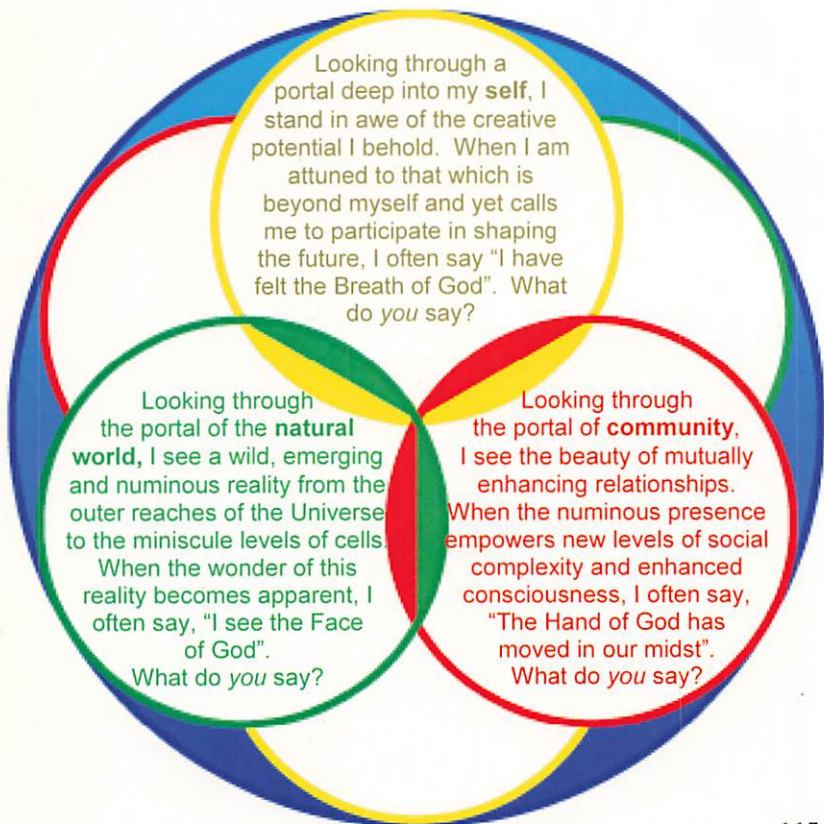 Looking through a
portal deep into my self, I
stand in awe of the creative
potential I behold. When I am
attuned to that which is
beyond myself and yet calls
me to participate in shaping
the future, I often say “I have
felt the Breath of God”. What
do you say?
Looking through
the portal of the natural
world, I see a wild, emerging
and numinous reality from the
outer reaches of the Universe
to the miniscule levels of cells.
When the wonder of this
reality becomes apparent, I
often say, “I see the Face
of God”.
What do you say?
Looking through
the portal of community,
I see the beauty of mutually
enhancing relationships.
When the numinous presence
empowers new levels of social
complexity and enhanced
consciousness, I often say,
“The Hand of God has
moved in our midst”.
What do you say?